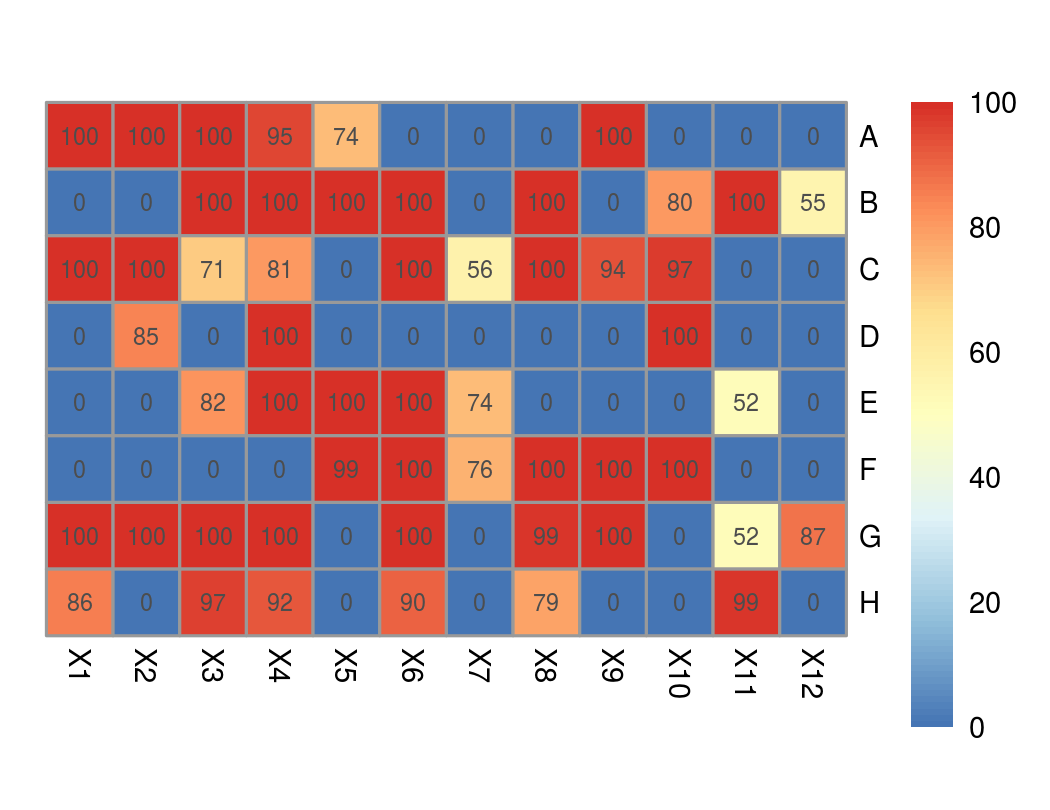 100 100 100 95 74 0 0 0 100 0 0 0 A
0 0 100 100 100 100 0 100 0 80 100 55 B
100 100 71 81 0 100 56 100 94 97 0 0 C
0 85 0 100 0 0 0 0 0 100 0 0 D
0 0 82 100 100 100 74 0 0 0 52 0 E
0 0 0 0 99 100 76 100 100 100 0 0 F
100 100 100 100 0 100 0 99 100 0 52 87 G
86 0 97 92 0 90 0 79 0 0 99 0 H
X1 X2 X3 X4 X5 X6 X7 X8 X9 X10 X11 X12
100
80
60
40
20
0